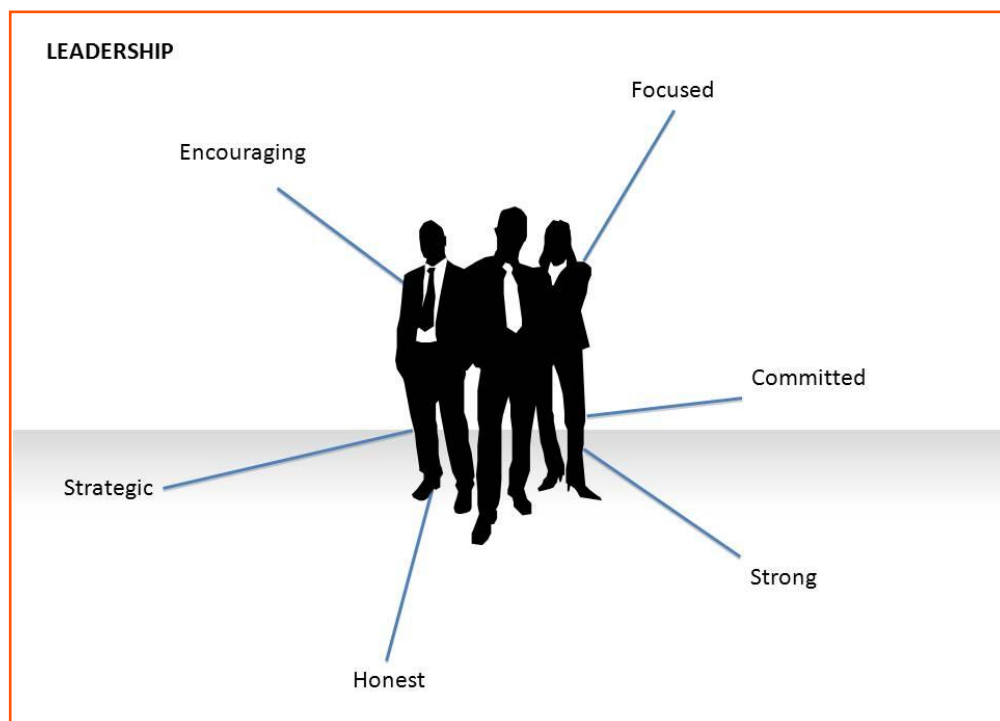 LEADERSHIP
Focused
Encouraging
Committed
Strategic
Strong
Honest